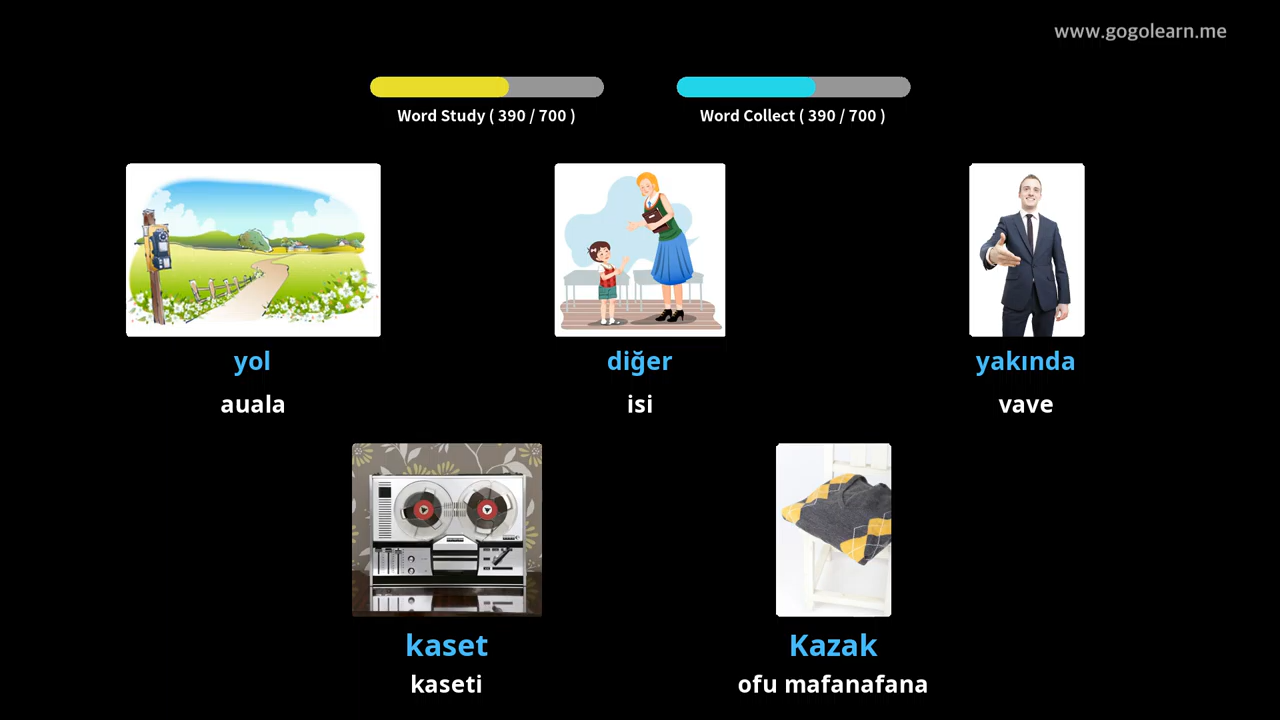 www.gogolearn.me
Word Study ( 390 / 700 )
Word Collect ( 390 / 700 )
yol
diğer
yakında
auala
isi
vave
kaset
Kazak
kaseti
ofu mafanafana